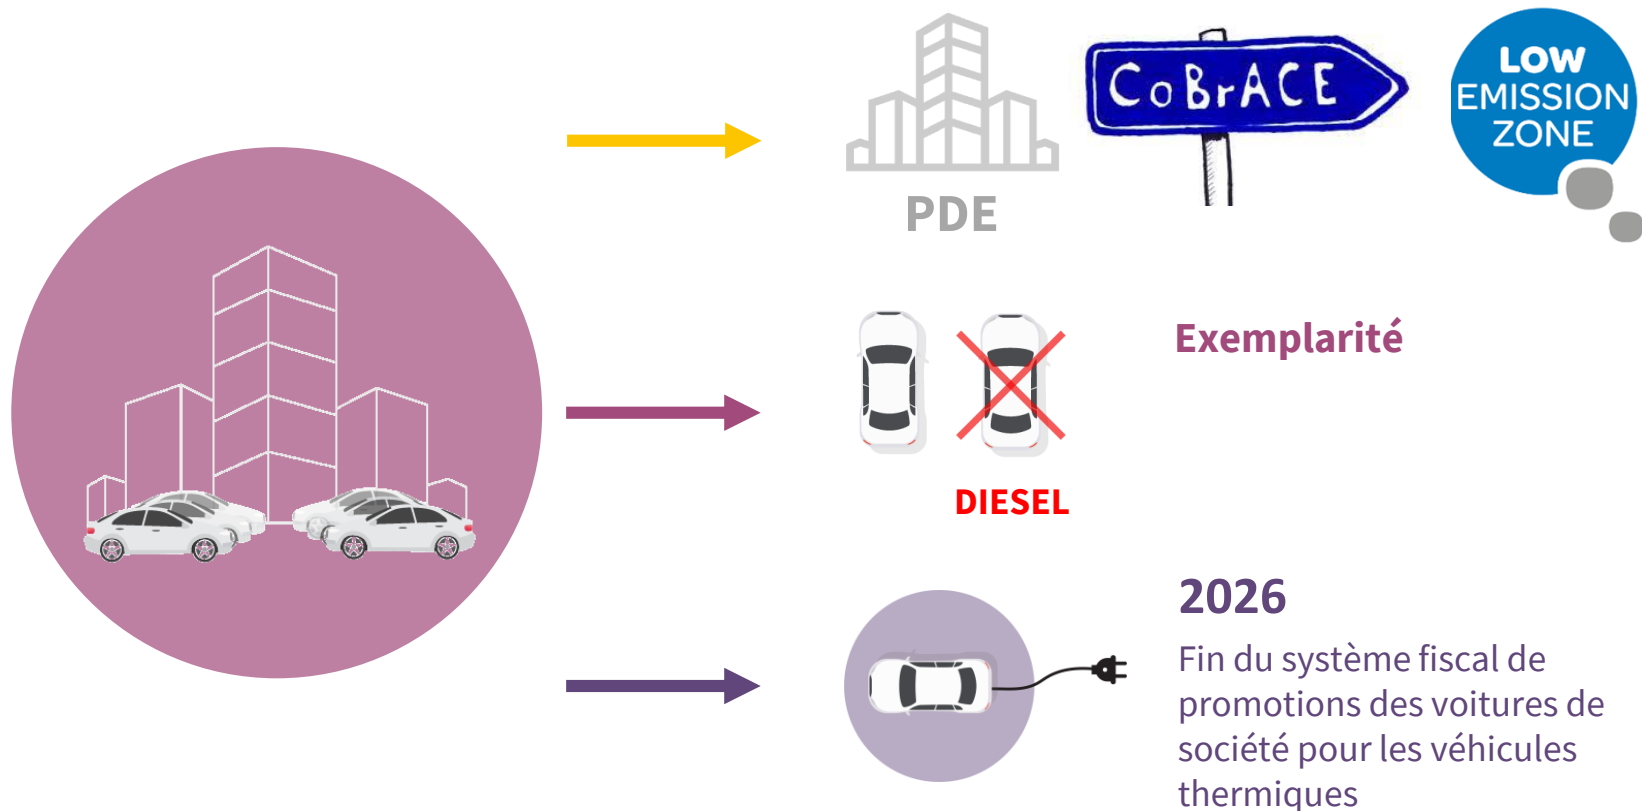 PDE
CoBrACE
LOW
EMISSION
ZONE
Exemplarité
DIESEL
2026
Fin du système fiscal de
promotions des voitures de
société pour les véhicules
thermiques